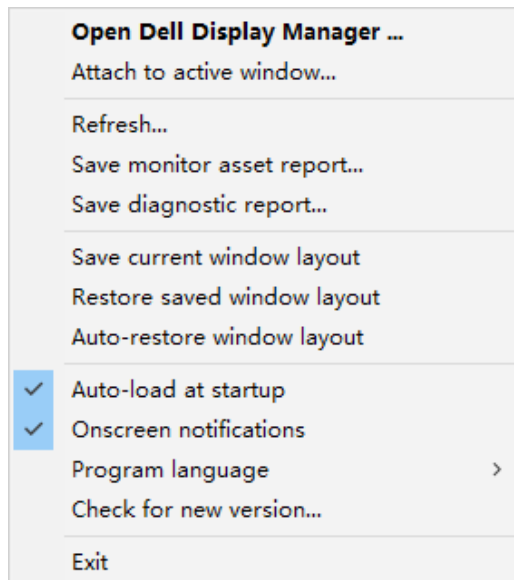 Open Dell Display Manager ...
Attach to active window...
Refresh...
Save monitor asset report...
Save diagnostic report...
Save current window layout
Restore saved window layout
Auto-restore window layout
Auto-load at startup
Onscreen notifications
Program language
Check for new version...
Exit